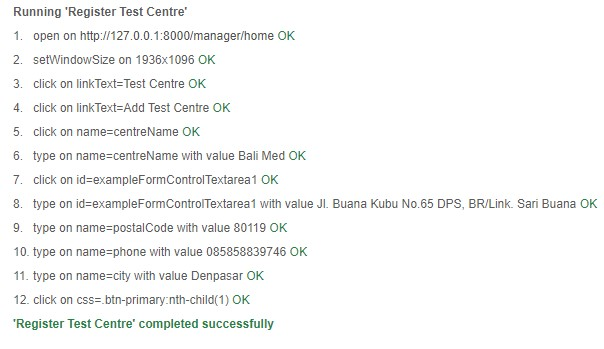 Running 'Register Test Centre'
1. open on http://127.0.0.1:8000/manager/home OK
2. setWindowSize on 1936x1096 OK
3. click on linkText=Test Centre OK
4. click on linkText=Add Test Centre OK
5. click on name=centreName OK
6. type on name=centreName with value Bali Med OK
7. click on id=exampleFormControlTextarea1 OK
8. type on id=exampleFormControlTextarea1 with value Jl. Buana Kubu No.65 DPS, BR/Link. Sari Buana OK
9. type on name=postalCode with value 80119 OK
10. type on name=phone with value 085858839746 OK
11. type on name=city with value Denpasar OK
12. click on css=.btn-primary:nth-child(1) OK
'Register Test Centre' completed successfully